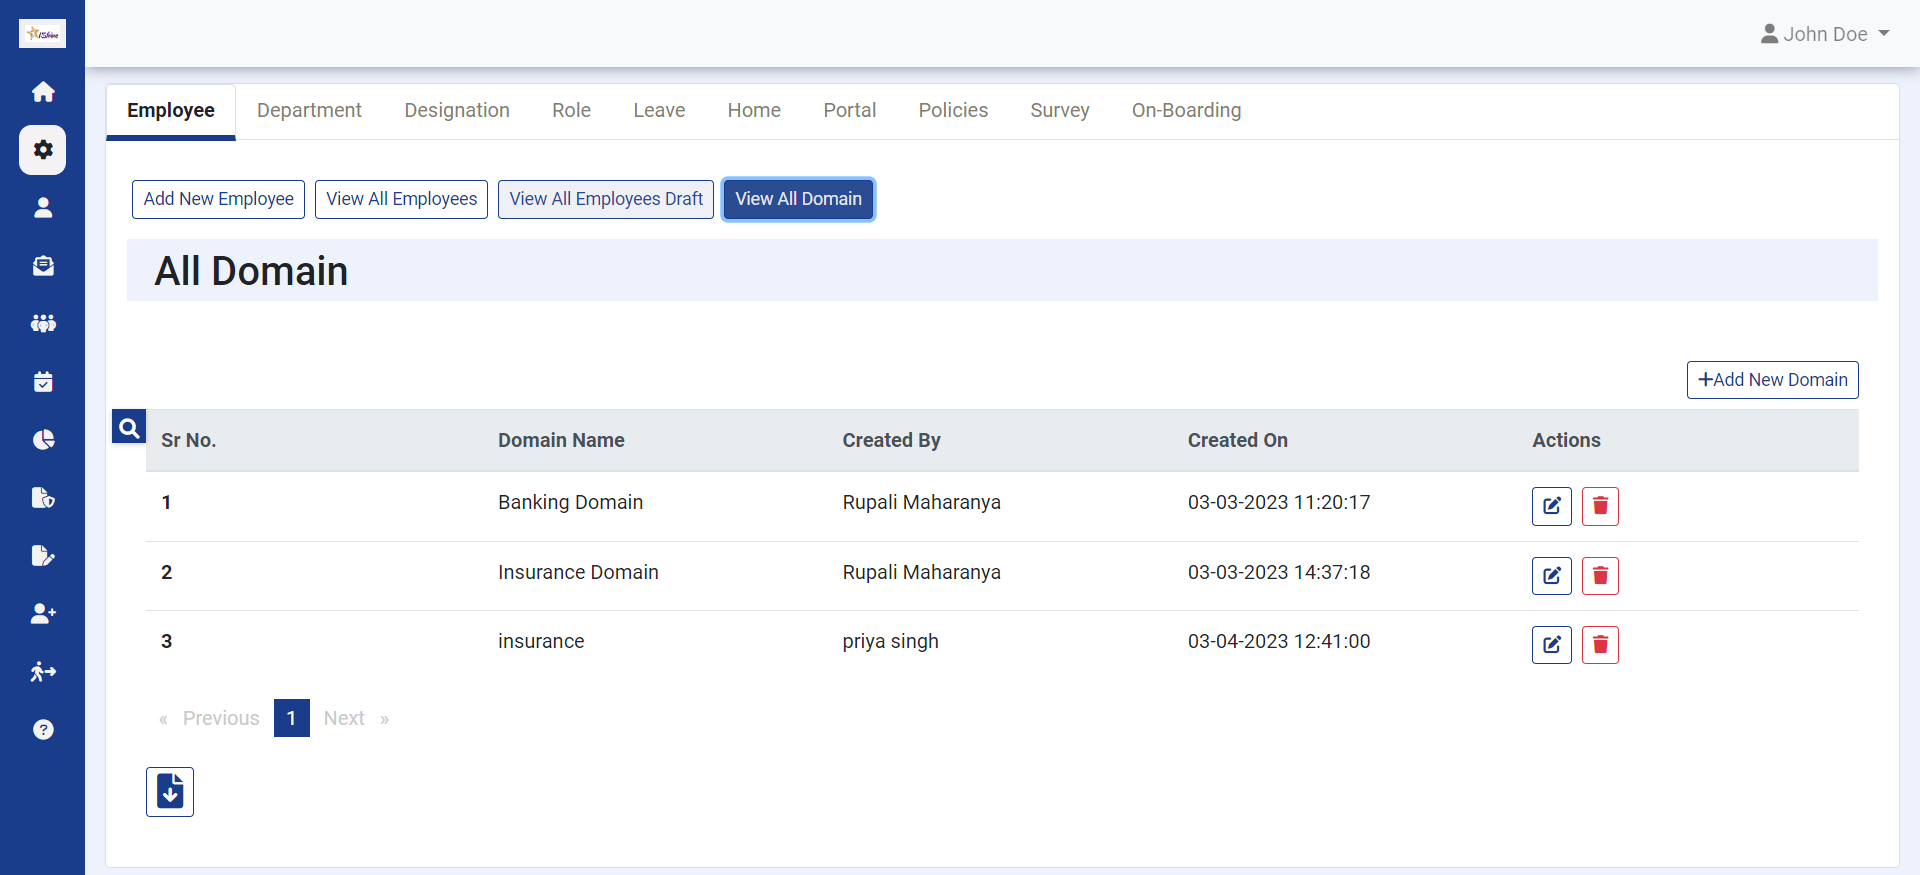 iShine
John Doe
Employee Department Designation Role Leave Home Portal Policies Survey On-Boarding
Add New Employee View All Employees View All Employees Draft View All Domain
All Domain
+Add New Domain
Sr No. Domain Name Created By Created On Actions
1 Banking Domain Rupali Maharanya 03-03-2023 11:20:17
2 Insurance Domain Rupali Maharanya 03-03-2023 14:37:18
3 insurance priya singh 03-04-2023 12:41:00
« Previous 1 Next »